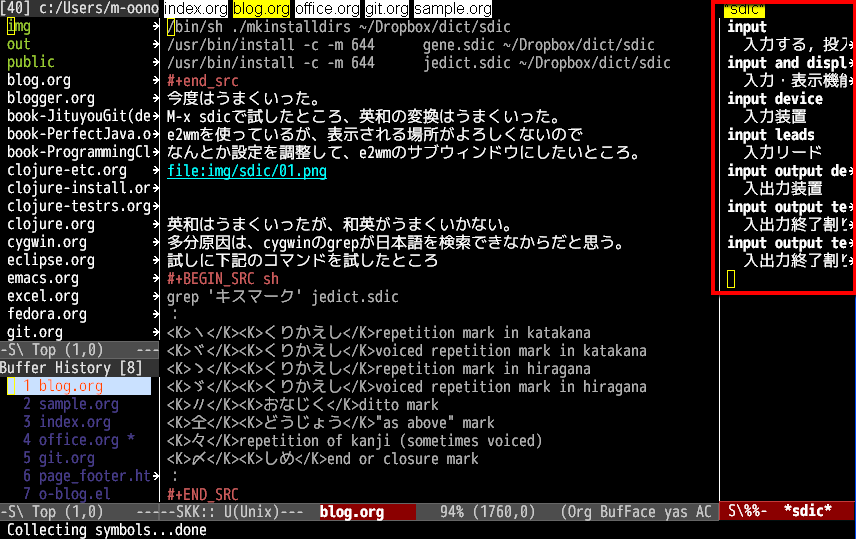 [40] c:/Users/m-oono
img
out
public
blog.org
blogger.org
book-JituyouGit(de
book-PerfectJava.o
book-ProgrammingCl
clojure-etc.org
clojure-install.or
clojure-testrs.org
clojure.org
cygwin.org
eclipse.org
emacs.org
excel.org
fedora.org
git.org
-S\ Top (1,0) ---
Buffer History [8]
1 blog.org
2 sample.org
3 index.org
4 office.org *
5 git.org
6 page_footer.ht
7 o-blog.el
-S\ Top (1,0)
index.org blog.org office.org git.org sample.org
/bin/sh ./mkinstalldirs ~/Dropbox/dict/sdic
/usr/bin/install -c -m 644 gene.sdic ~/Dropbox/dict/sdic
/usr/bin/install -c -m 644 jedict.sdic ~/Dropbox/dict/sdic
#+end_src
今度はうまくいった。
M-x sdicで試したところ、英和の変換はうまくいった。
e2wmを使っているが、表示される場所がよろしくないので
なんとか設定を調整して、e2wmのサブウィンドウにしたいところ。
file:img/sdic/01.png
英和はうまくいったが、和英がうまくいかない。
多分原因は、cygwinのgrepが日本語を検索できなからだと思う。
試しに下記のコマンドを試したところ
#+BEGIN_SRC sh
grep 'キスマーク' jedict.sdic
：
<K>ヽ</K><K>くりかえし</K>repetition mark in katakana
<K>ヾ</K><K>くりかえし</K>voiced repetition mark in katakana
<K>ゝ</K><K>くりかえし</K>repetition mark in hiragana
<K>ゞ</K><K>くりかえし</K>voiced repetition mark in hiragana
<K>〃</K><K>おなじく</K>ditto mark
<K>仝</K><K>どうじょう</K>"as above" mark
<K>々</K>repetition of kanji (sometimes voiced)
<K>〆</K><K>しめ</K>end or closure mark
：
#+END_SRC
-----SKK:: U(Unix)--- blog.org 94% (1760,0) (Org BufFace yas AC
*sdic*
input
入力する, 投入
input and displ
入力・表示機能
input device
入力装置
input leads
入力リード
input output de
入出力装置
input output te
入出力終了割り
input output te
入出力終了割り
S\%%- *sdic*
Collecting symbols...done